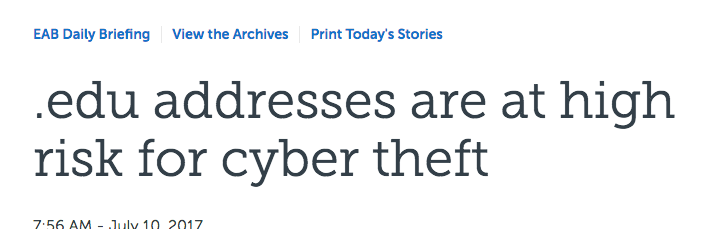 EAB Daily Briefing View the Archives Print Today's Stories
.edu addresses are at high
risk for cyber theft
7:56 AM - July 10, 2017